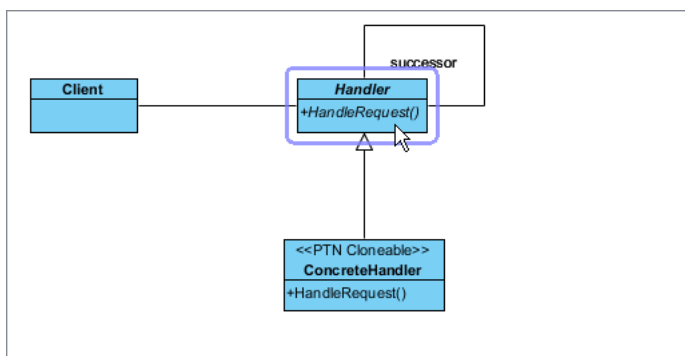 successor
Client
Handler
+HandleRequest()
<<PTN Cloneable>>
ConcreteHandler
+HandleRequest()